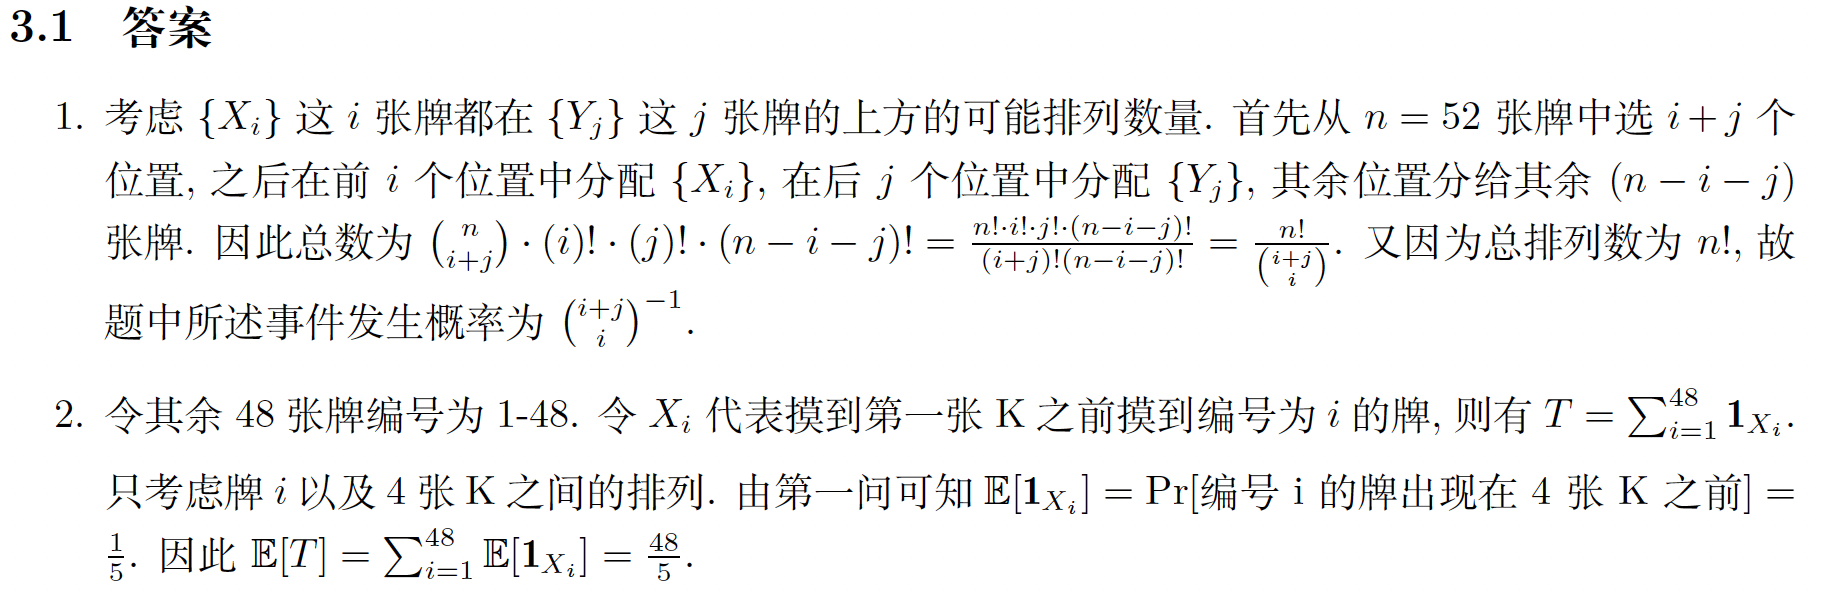 3.1 答案
1. 考虑 {X_i} 这 i 张牌都在 {Y_j} 这 j 张牌的上方的可能排列数量. 首先从 n = 52 张牌中选 i + j 个
位置, 之后在前 i 个位置中分配 {X_i}, 在后 j 个位置中分配 {Y_j}, 其余位置分给其余 (n − i − j)
张牌. 因此总数为 \binom{n}{i+j} · (i)! · (j)! · (n − i − j)! = \frac{n!·i!·j!·(n−i−j)!}{(i+j)!(n−i−j)!} = \frac{n!}{\binom{i+j}{i}}. 又因为总排列数为 n!, 故
题中所述事件发生概率为 \binom{i+j}{i}^{−1}.
2. 令其余 48 张牌编号为 1-48. 令 X_i 代表摸到第一张 K 之前摸到编号为 i 的牌, 则有 T = ∑_{i=1}^{48} 𝟏_{X_i}.
只考虑牌 i 以及 4 张 K 之间的排列. 由第一问可知 𝔼[𝟏_{X_i}] = Pr[编号 i 的牌出现在 4 张 K 之前] =
\frac{1}{5}. 因此 𝔼[T] = ∑_{i=1}^{48} 𝔼[𝟏_{X_i}] = \frac{48}{5}.